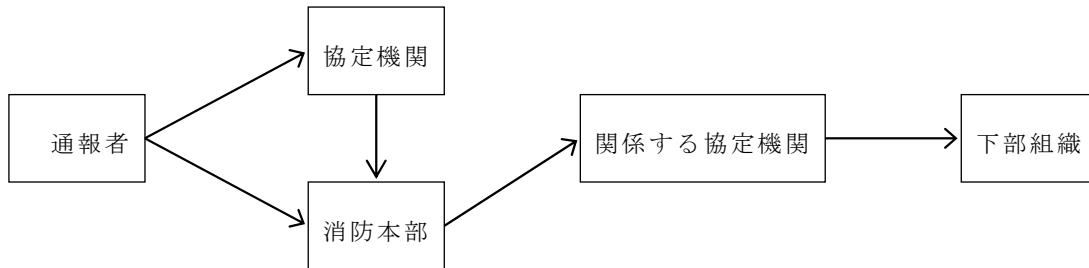 協定機関
通報者
関係する協定機関
下部組織
消防本部